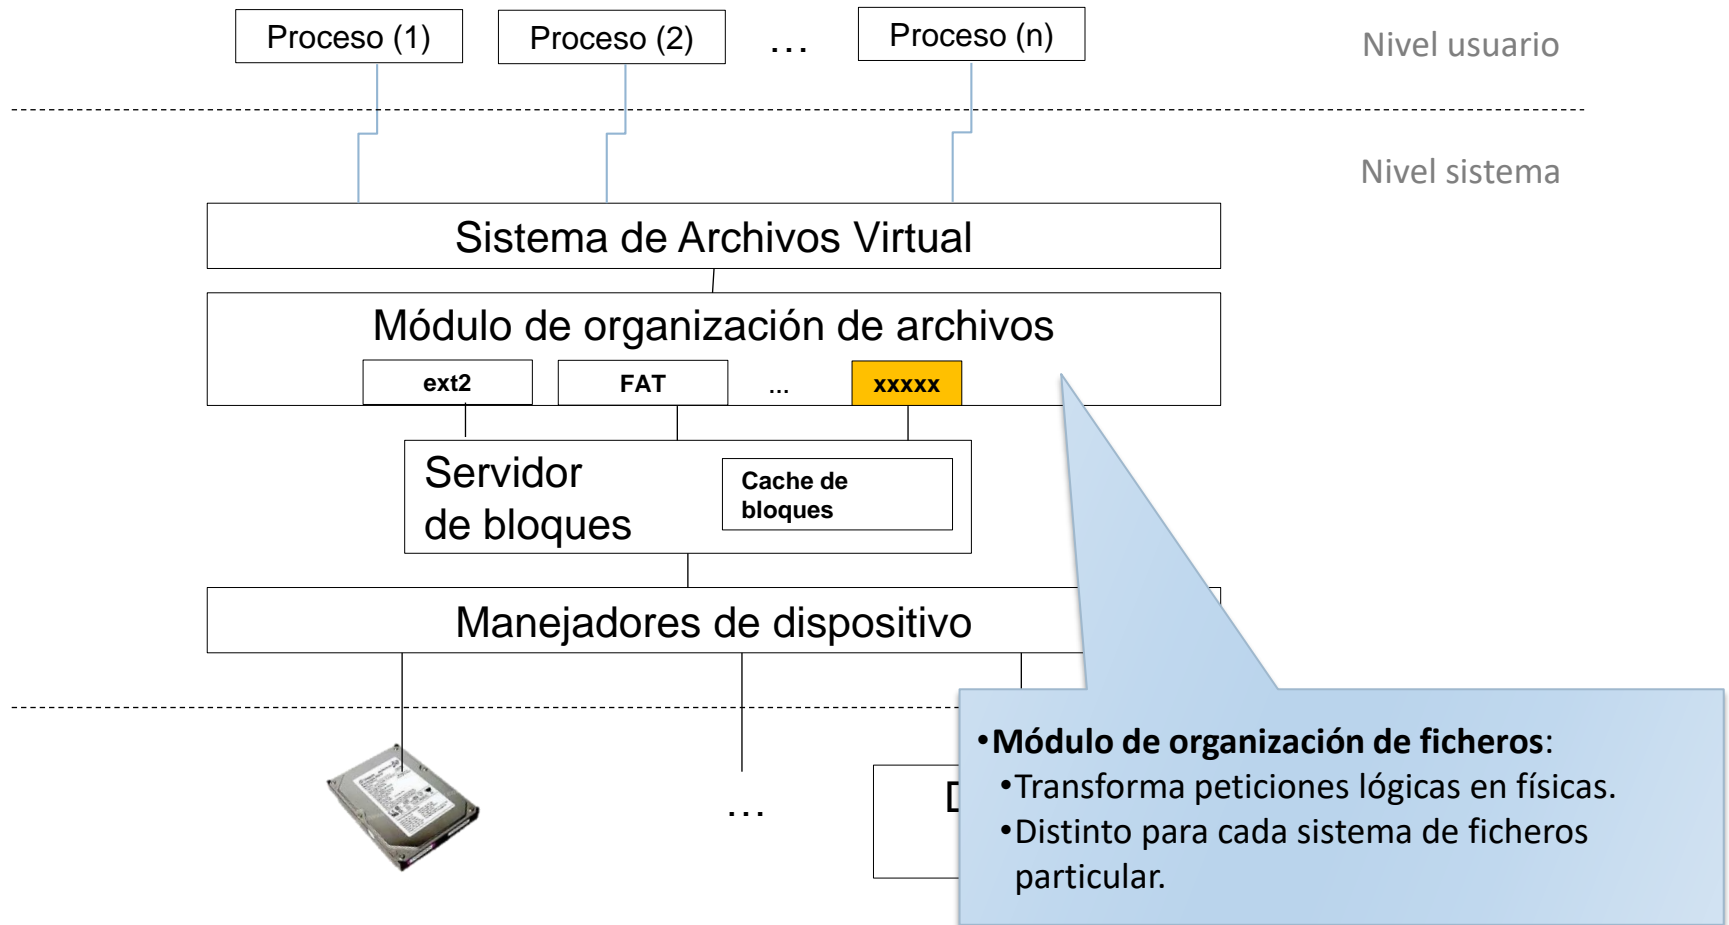 Proceso (1)
Proceso (2)
...
Proceso (n)
Nivel usuario
Nivel sistema
Sistema de Archivos Virtual
Módulo de organización de archivos
ext2
FAT
...
xxxxx
Servidor
de bloques
Cache de
bloques
Manejadores de dispositivo
...
•Módulo de organización de ficheros:
•Transforma peticiones lógicas en físicas.
•Distinto para cada sistema de ficheros
particular.